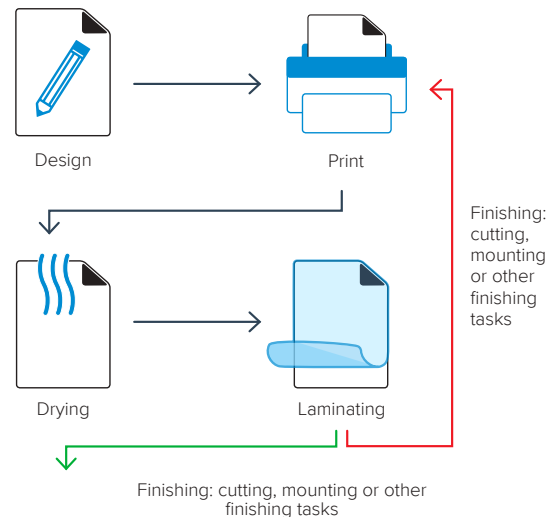 Design
Print
Finishing:
cutting,
mounting
or other
finishing
tasks
Drying
Laminating
Finishing: cutting, mounting or other
finishing tasks